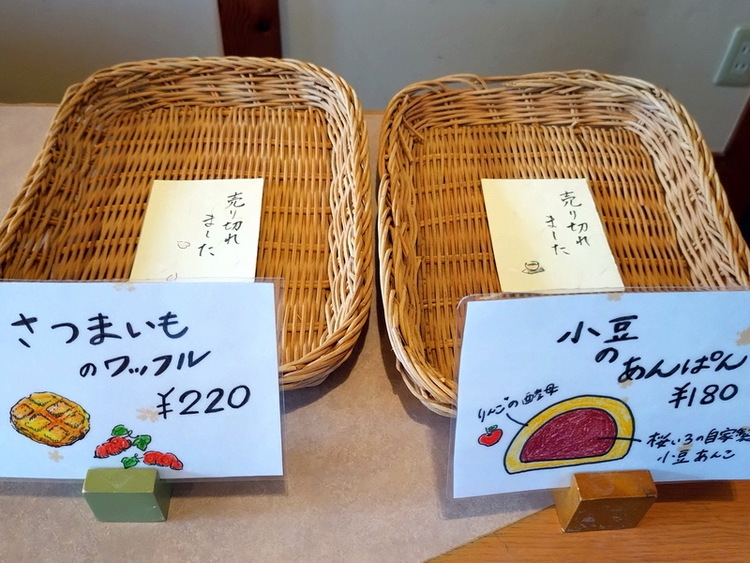 売り切れ
ました
さつまいも
のワッフル
¥220
売り切れ
ました
小豆
の
あんぱん
¥180
りんごの酵母
桜いろの自家製
小豆あんこ